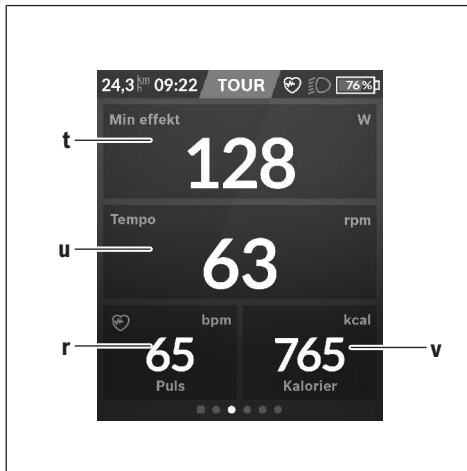 24,3 km/h 09:22 TOUR 76 %
Min effekt W
t
128
Tempo rpm
u
63
bpm kcal
r 65 765 v
Puls Kalorier